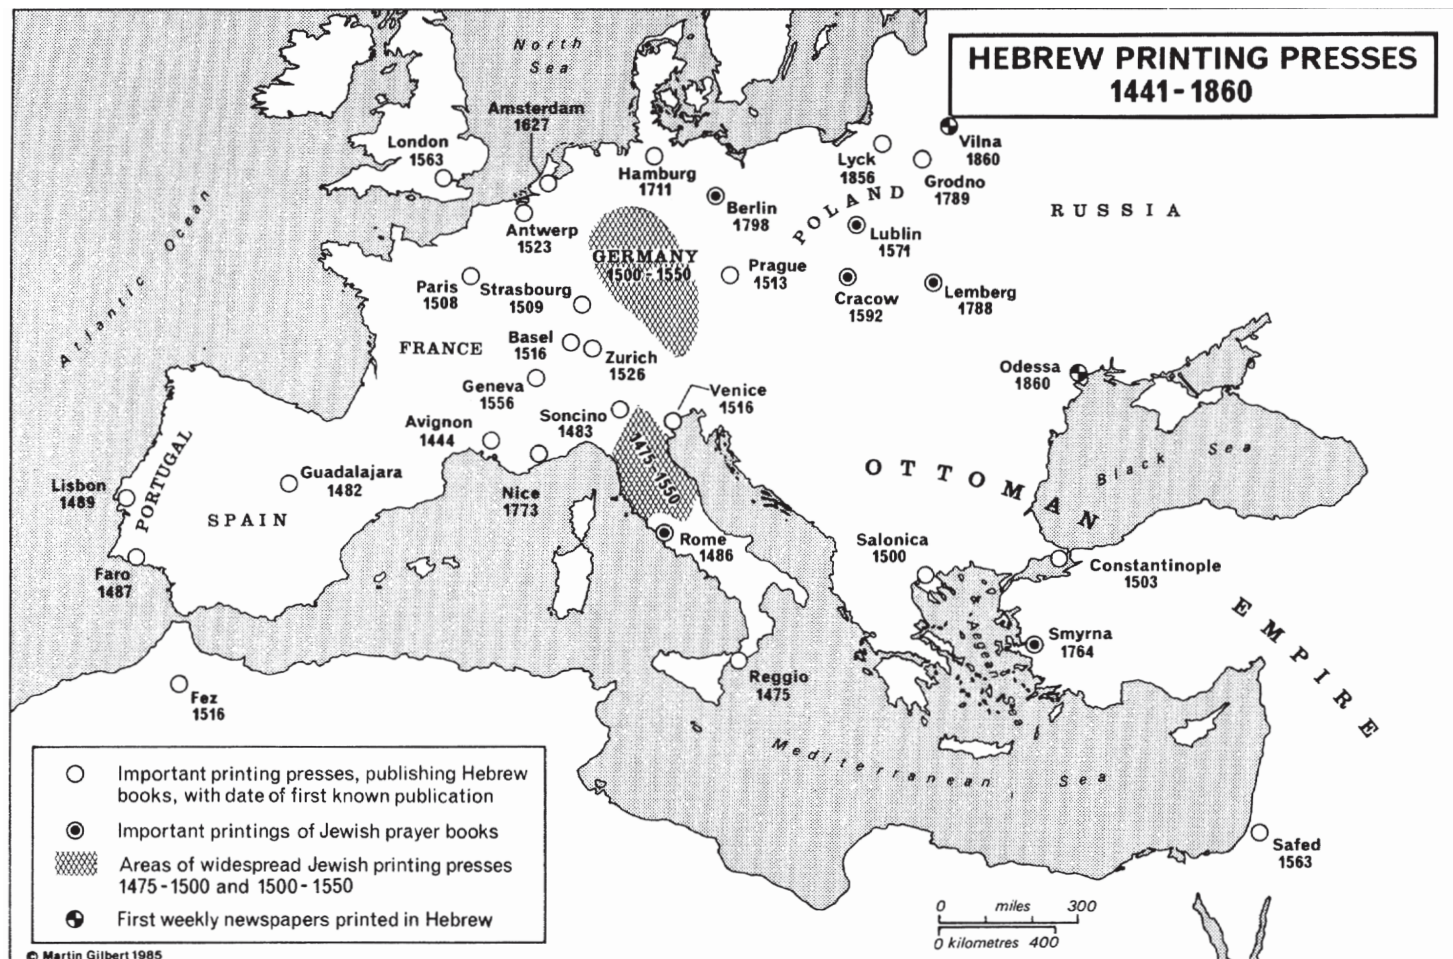 HEBREW PRINTING PRESSES
1441-1860
North
Sea
Amsterdam
1627
London
1563
Hamburg
1711
Lyck
1856
Vilna
1860
Grodno
1789
Berlin
1798
POLAND
RUSSIA
Lublin
1571
Antwerp
1523
GERMANY
1500-1550
Prague
1513
Cracow
1592
Lemberg
1788
Atlantic Ocean
Paris
1508
Strasbourg
1509
FRANCE
Basel
1516
Zurich
1526
Geneva
1556
Odessa
1860
Venice
1516
Avignon
1444
Soncino
1483
1475-1550
Black Sea
OTTOMAN
EMPIRE
Lisbon
1489
PORTUGAL
Guadalajara
1482
SPAIN
Nice
1773
Rome
1486
Salonica
1500
Constantinople
1503
Faro
1487
Smyrna
1764
Aegean Sea
Reggio
1475
Fez
1516
Mediterranean Sea
Safed
1563
Important printing presses, publishing Hebrew
books, with date of first known publication
Important printings of Jewish prayer books
Areas of widespread Jewish printing presses
1475-1500 and 1500-1550
First weekly newspapers printed in Hebrew
0 miles 300
0 kilometres 400
© Martin Gilbert 1985